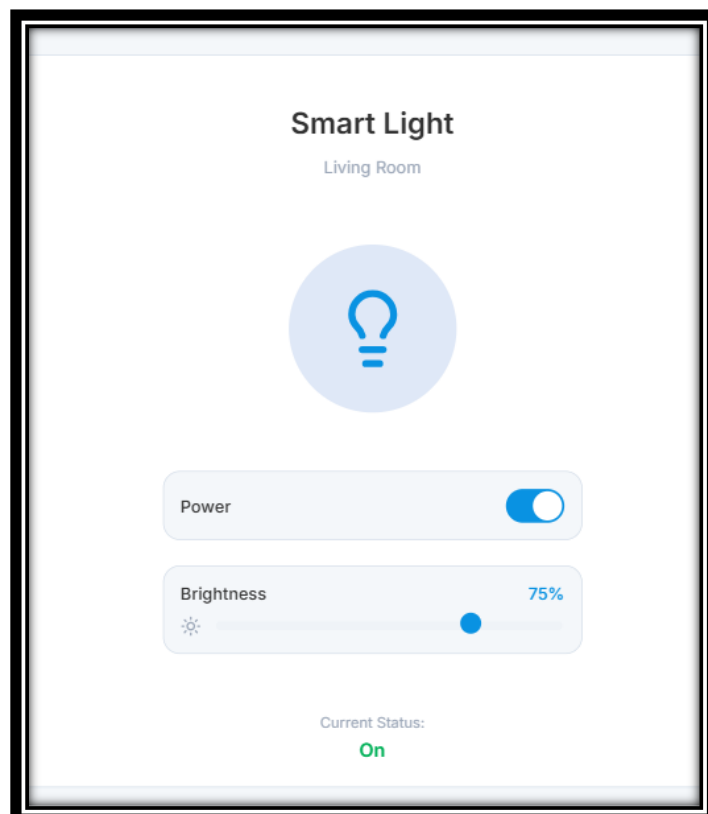 Smart Light
Living Room
Power
Brightness 75%
Current Status:
On